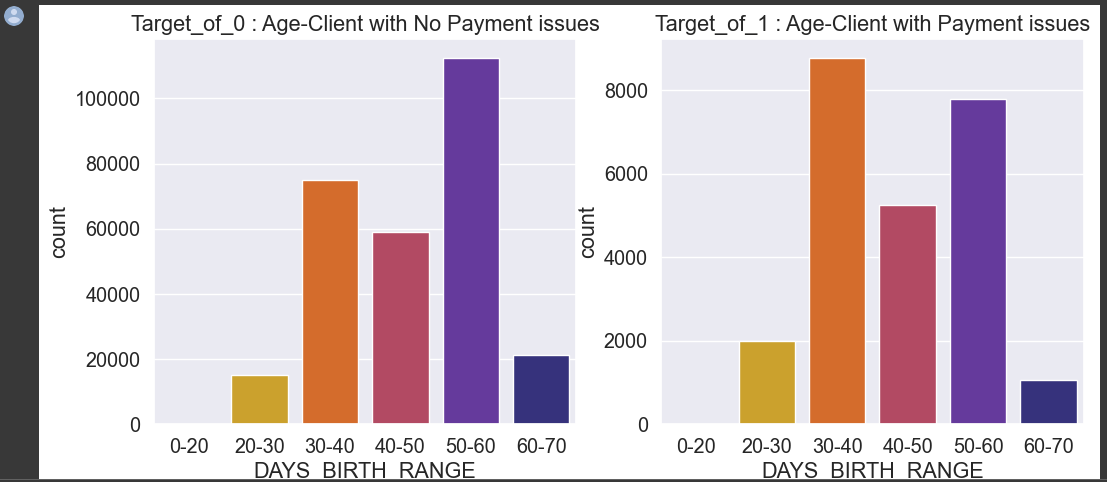 Target_of_0 : Age-Client with No Payment issues
count
100000
80000
60000
40000
20000
0
0-20 20-30 30-40 40-50 50-60 60-70
DAYS_BIRTH_RANGE
Target_of_1 : Age-Client with Payment issues
count
8000
6000
4000
2000
0
0-20 20-30 30-40 40-50 50-60 60-70
DAYS_BIRTH_RANGE